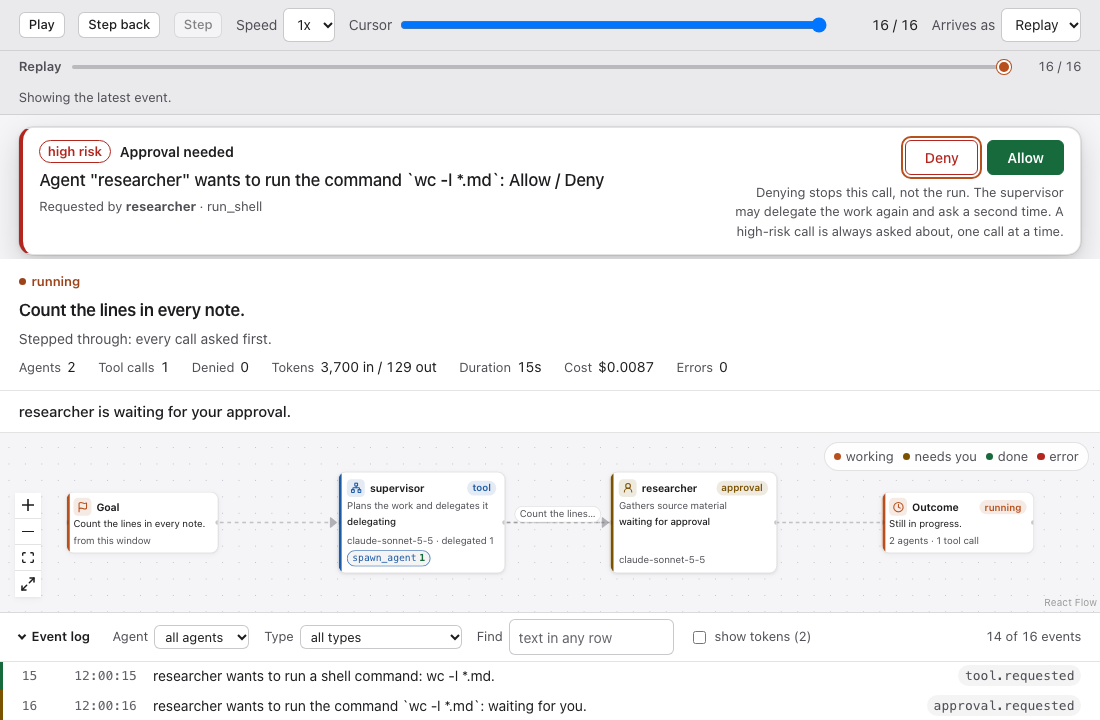 Play Step back Step Speed 1x Cursor 16 / 16 Arrives as Replay
Replay 16 / 16
Showing the latest event.
high risk Approval needed
Deny Allow
Agent "researcher" wants to run the command `wc -l *.md`: Allow / Deny
Requested by researcher · run_shell
Denying stops this call, not the run. The supervisor
may delegate the work again and ask a second time. A
high-risk call is always asked about, one call at a time.
running
Count the lines in every note.
Stepped through: every call asked first.
Agents 2 Tool calls 1 Denied 0 Tokens 3,700 in / 129 out Duration 15s Cost $0.0087 Errors 0
researcher is waiting for your approval.
working needs you done error
Goal
Count the lines in every note.
from this window
supervisor tool
Plans the work and delegates it
delegating
claude-sonnet-5-5 · delegated 1
spawn_agent 1
Count the lines...
researcher approval
Gathers source material
waiting for approval
claude-sonnet-5-5
Outcome running
Still in progress.
2 agents · 1 tool call
React Flow
Event log Agent all agents Type all types Find text in any row show tokens (2) 14 of 16 events
15 12:00:15 researcher wants to run a shell command: wc -l *.md. tool.requested
16 12:00:16 researcher wants to run the command `wc -l *.md`: waiting for you. approval.requested